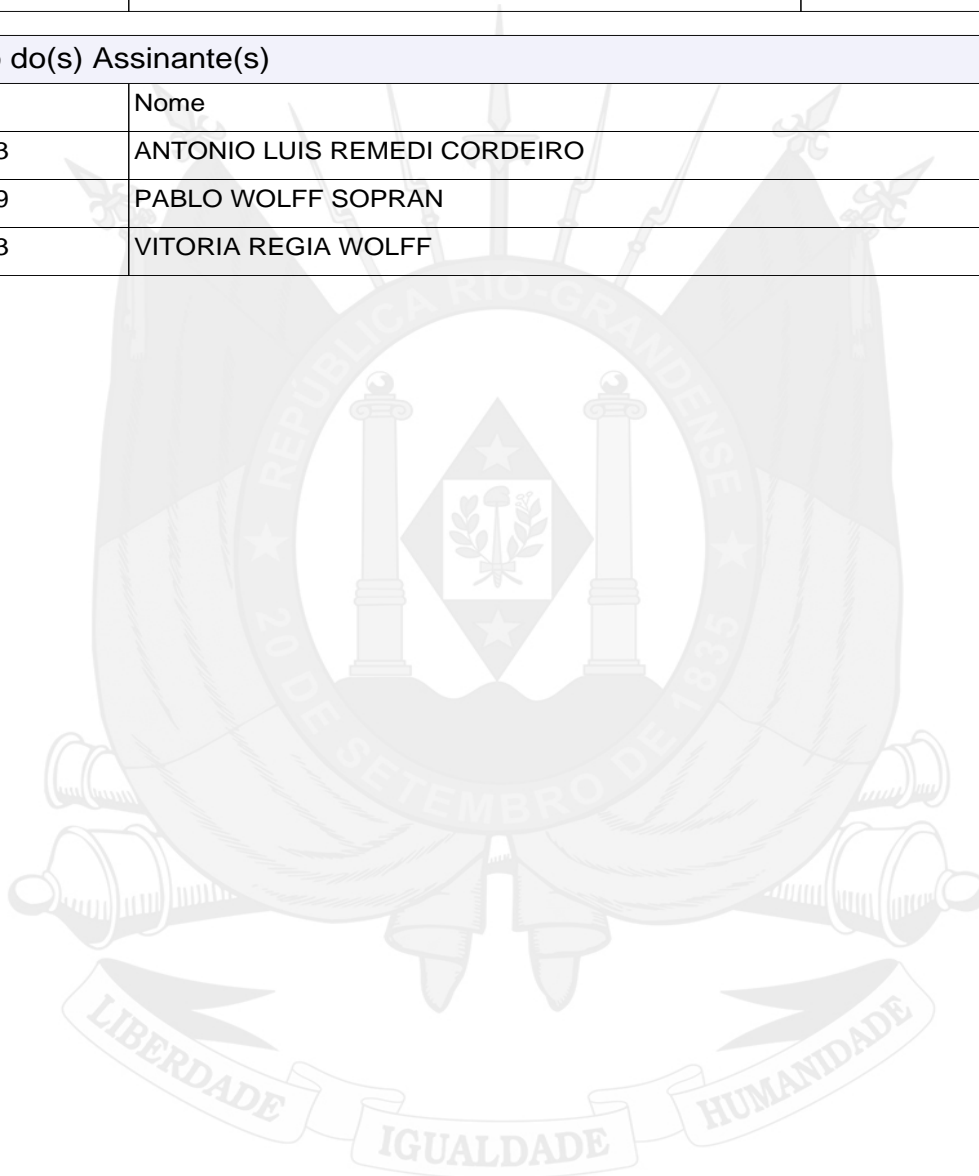 do(s) Assinante(s)
Nome
3 ANTONIO LUIS REMEDI CORDEIRO
9 PABLO WOLFF SOPRAN
3 VITORIA REGIA WOLFF
REPÚBLICA RIO-GRANDENSE
20 DE SETEMBRO DE 1835
LIBERDADE
IGUALDADE
HUMANIDADE